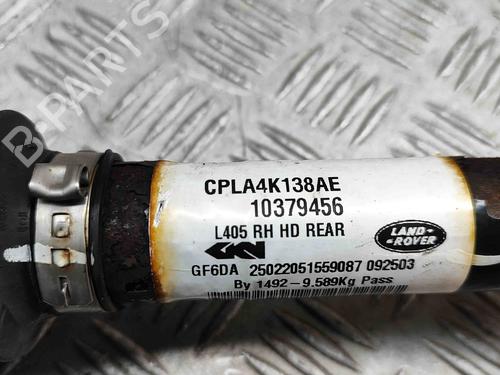 CPLA4K138AE
10379456
L405 RH HD REAR
GKN
LAND-
ROVER
GF6DA 25022051559087 092503
By 1492-9.589Kg Pass
B-PARTS